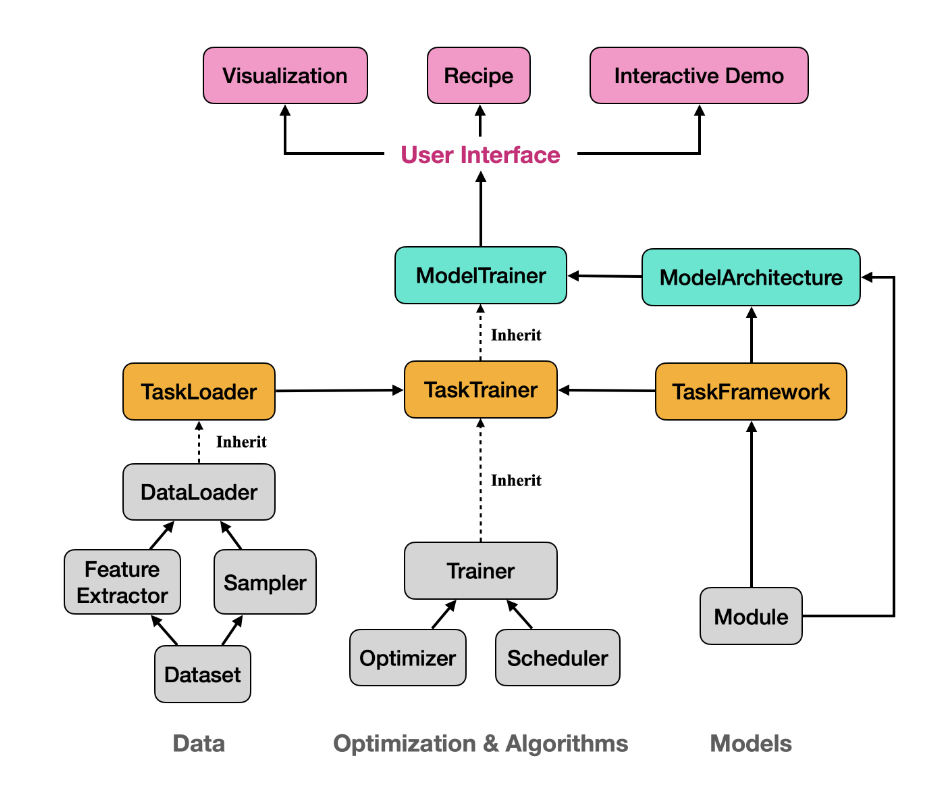 Visualization
Recipe
Interactive Demo
User Interface
ModelTrainer
ModelArchitecture
Inherit
TaskLoader
TaskTrainer
TaskFramework
Inherit
DataLoader
Inherit
Feature
Extractor
Sampler
Trainer
Module
Dataset
Optimizer
Scheduler
Data
Optimization & Algorithms
Models